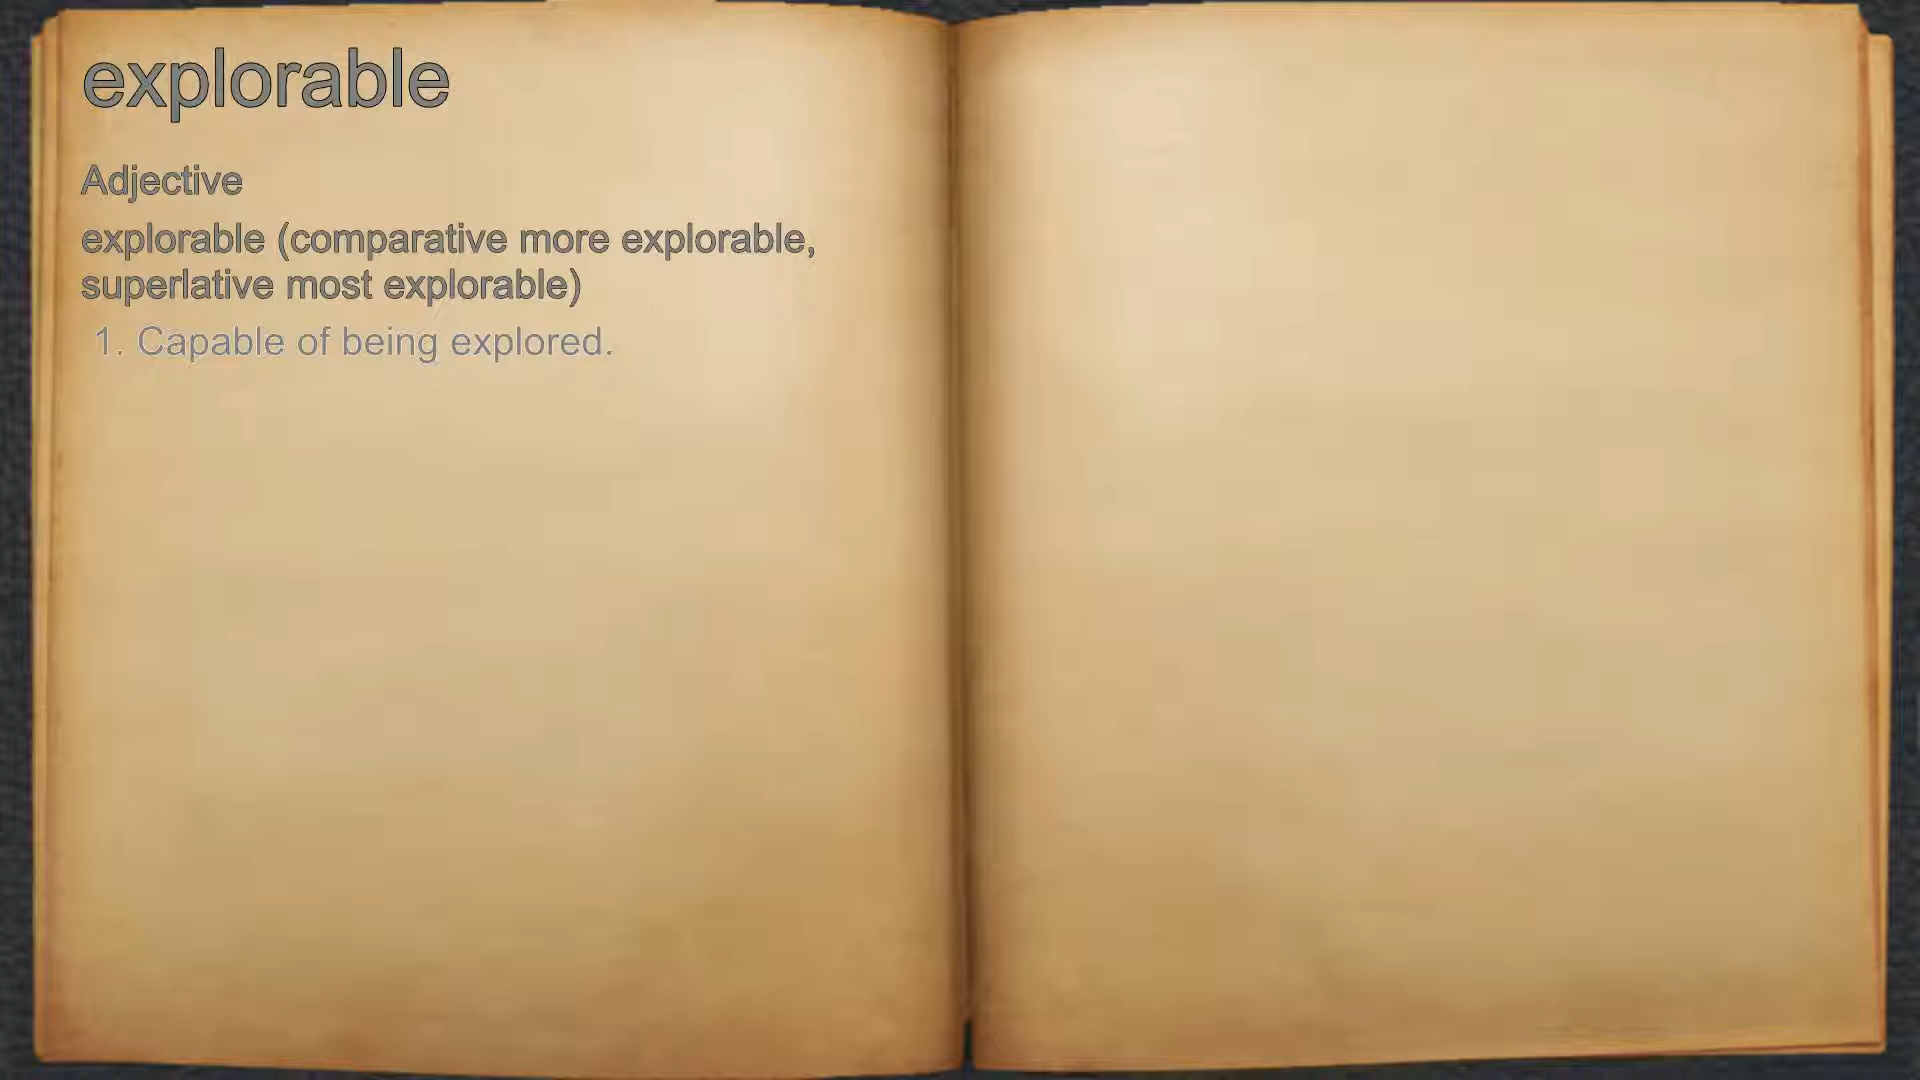 explorable
Adjective
explorable (comparative more explorable,
superlative most explorable)
1. Capable of being explored.